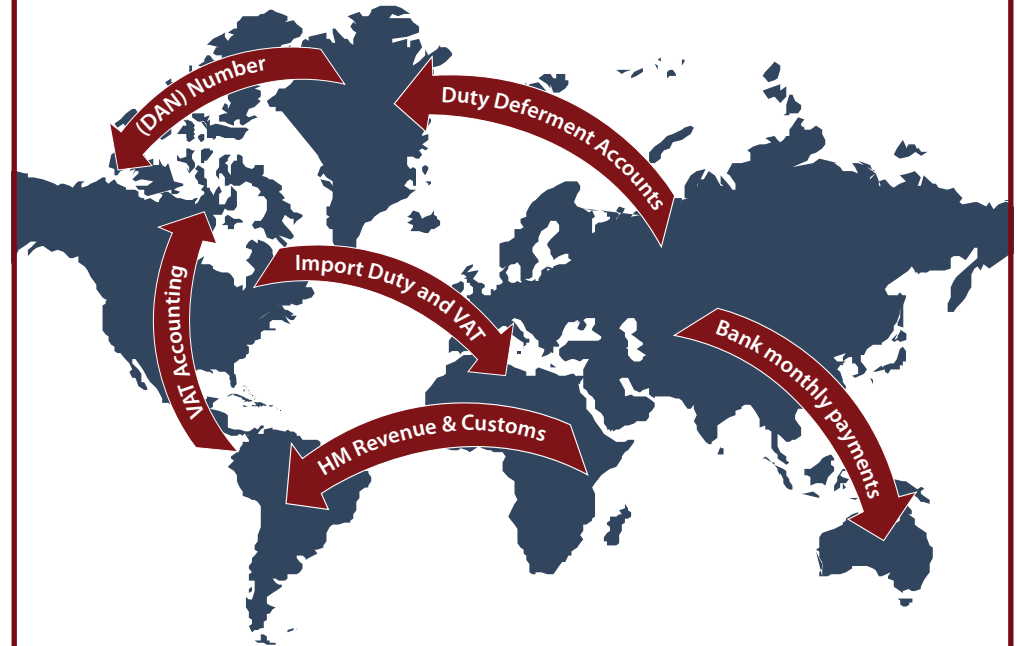 (DAN) Number
Duty Deferment Accounts
Import Duty and VAT
VAT Accounting
Bank monthly payments
HM Revenue & Customs